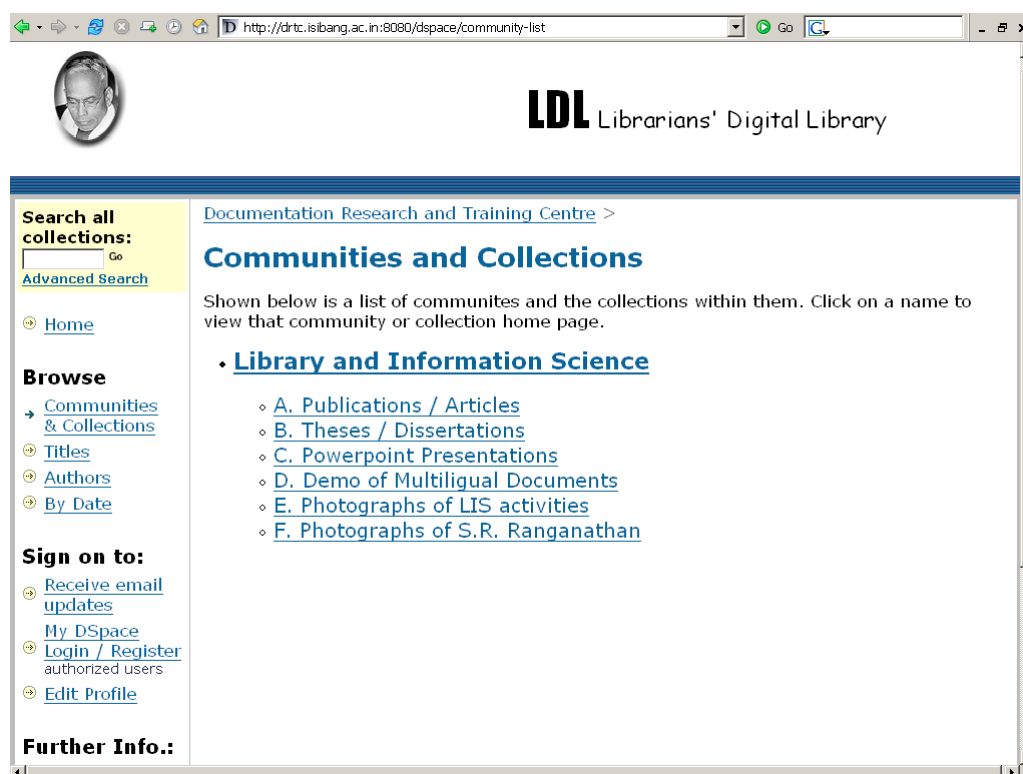 http://drtc.isibang.ac.in:8080/dspace/community-list
Go
LDL Librarians' Digital Library
Search all
collections:
Go
Advanced Search
Home
Browse
Communities
& Collections
Titles
Authors
By Date
Sign on to:
Receive email
updates
My DSpace
Login / Register
authorized users
Edit Profile
Further Info.:
Documentation Research and Training Centre >
Communities and Collections
Shown below is a list of communites and the collections within them. Click on a name to
view that community or collection home page.
Library and Information Science
A. Publications / Articles
B. Theses / Dissertations
C. Powerpoint Presentations
D. Demo of Multiligual Documents
E. Photographs of LIS activities
F. Photographs of S.R. Ranganathan